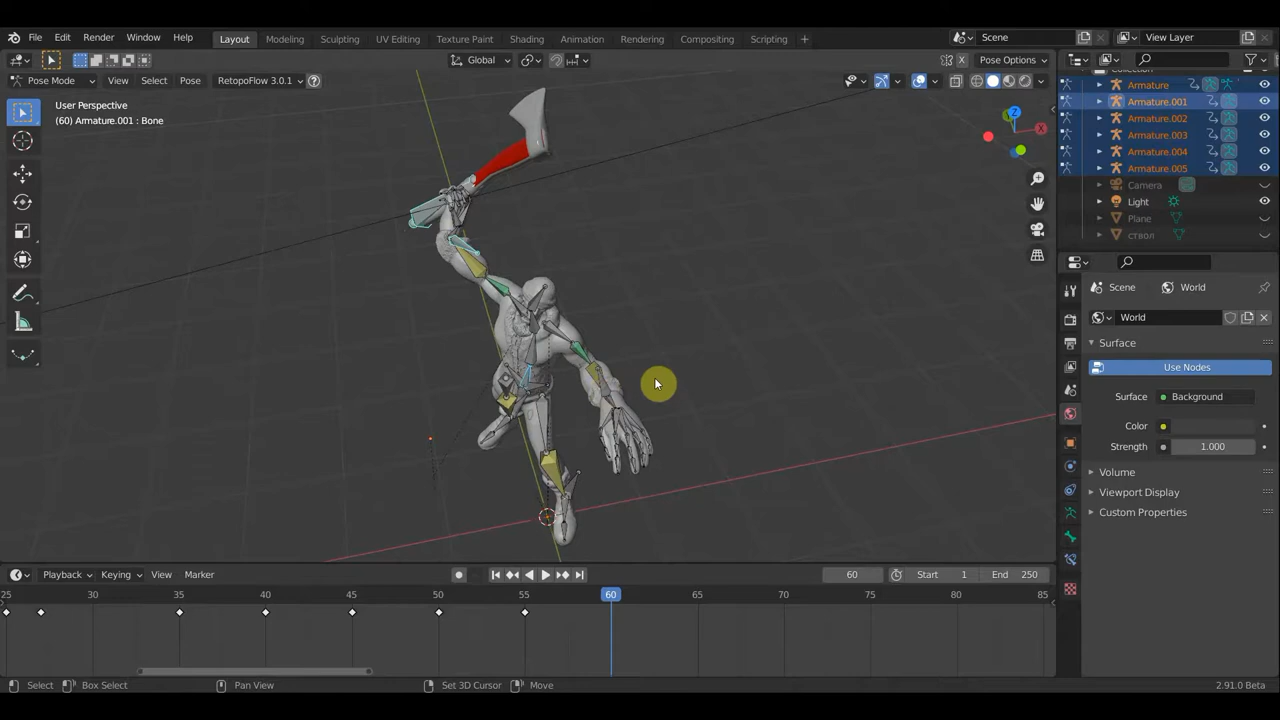 File Edit Render Window Help Layout Modeling Sculpting UV Editing Texture Paint Shading Animation Rendering Compositing Scripting + Scene View Layer
Global Pose Options
Pose Mode View Select Pose RetopoFlow 3.0.1
User Perspective
(60) Armature.001 : Bone
Z
X
Armature
Armature.001
Armature.002
Armature.003
Armature.004
Armature.005
Camera
Light
Plane
ствол
Scene World
World
Surface
Use Nodes
Surface Background
Color
Strength 1.000
Volume
Viewport Display
Custom Properties
Playback Keying View Marker 60 Start 1 End 250
25 30 35 40 45 50 55 60 65 70 75 80 85
Select Box Select Pan View Set 3D Cursor Move 2.91.0 Beta